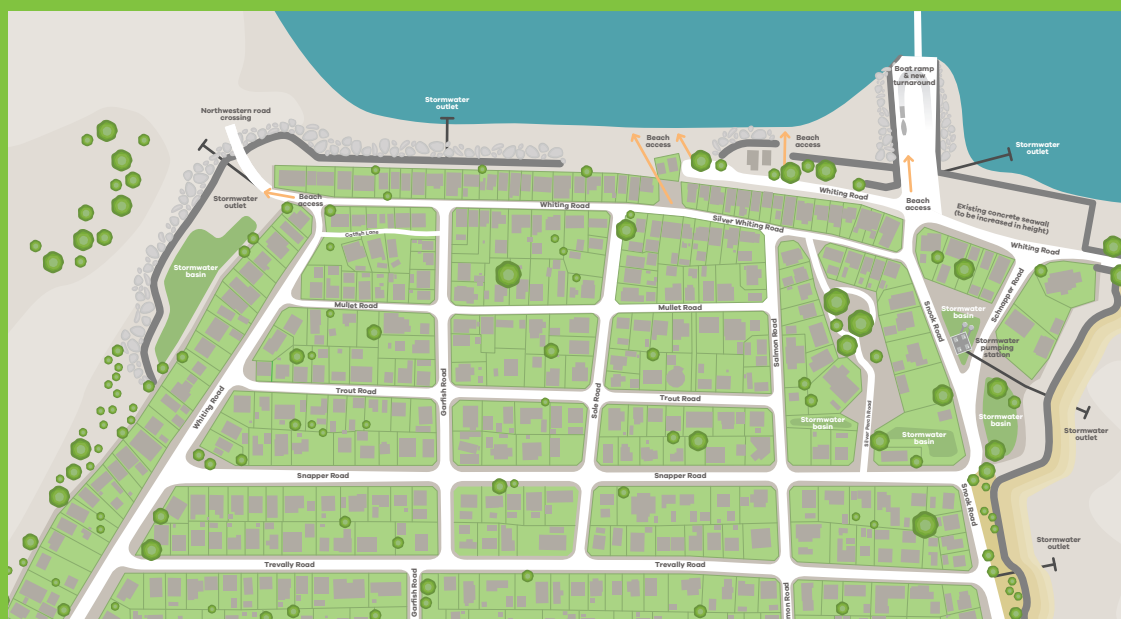 Boat ramp
& new
turnaround
Stormwater
outlet
Northwestern road
crossing
Beach
access
Beach
access
Stormwater
outlet
Stormwater
outlet
Beach
access
Whiting Road
Whiting Road
Beach
access
Existing concrete seawall
(to be increased in height)
Silver Whiting Road
Catfish Lane
Whiting Road
Stormwater
basin
Schnapper Road
Mullet Road
Mullet Road
Stormwater
basin
Snook Road
Salmon Road
Stormwater
pumping
station
Garfish Road
Sole Road
Whiting Road
Trout Road
Trout Road
Silver Perch Road
Stormwater
basin
Stormwater
basin
Stormwater
basin
Stormwater
outlet
Snapper Road
Snapper Road
Snook Road
Stormwater
outlet
Trevally Road
Trevally Road
Garfish Road
mon Road